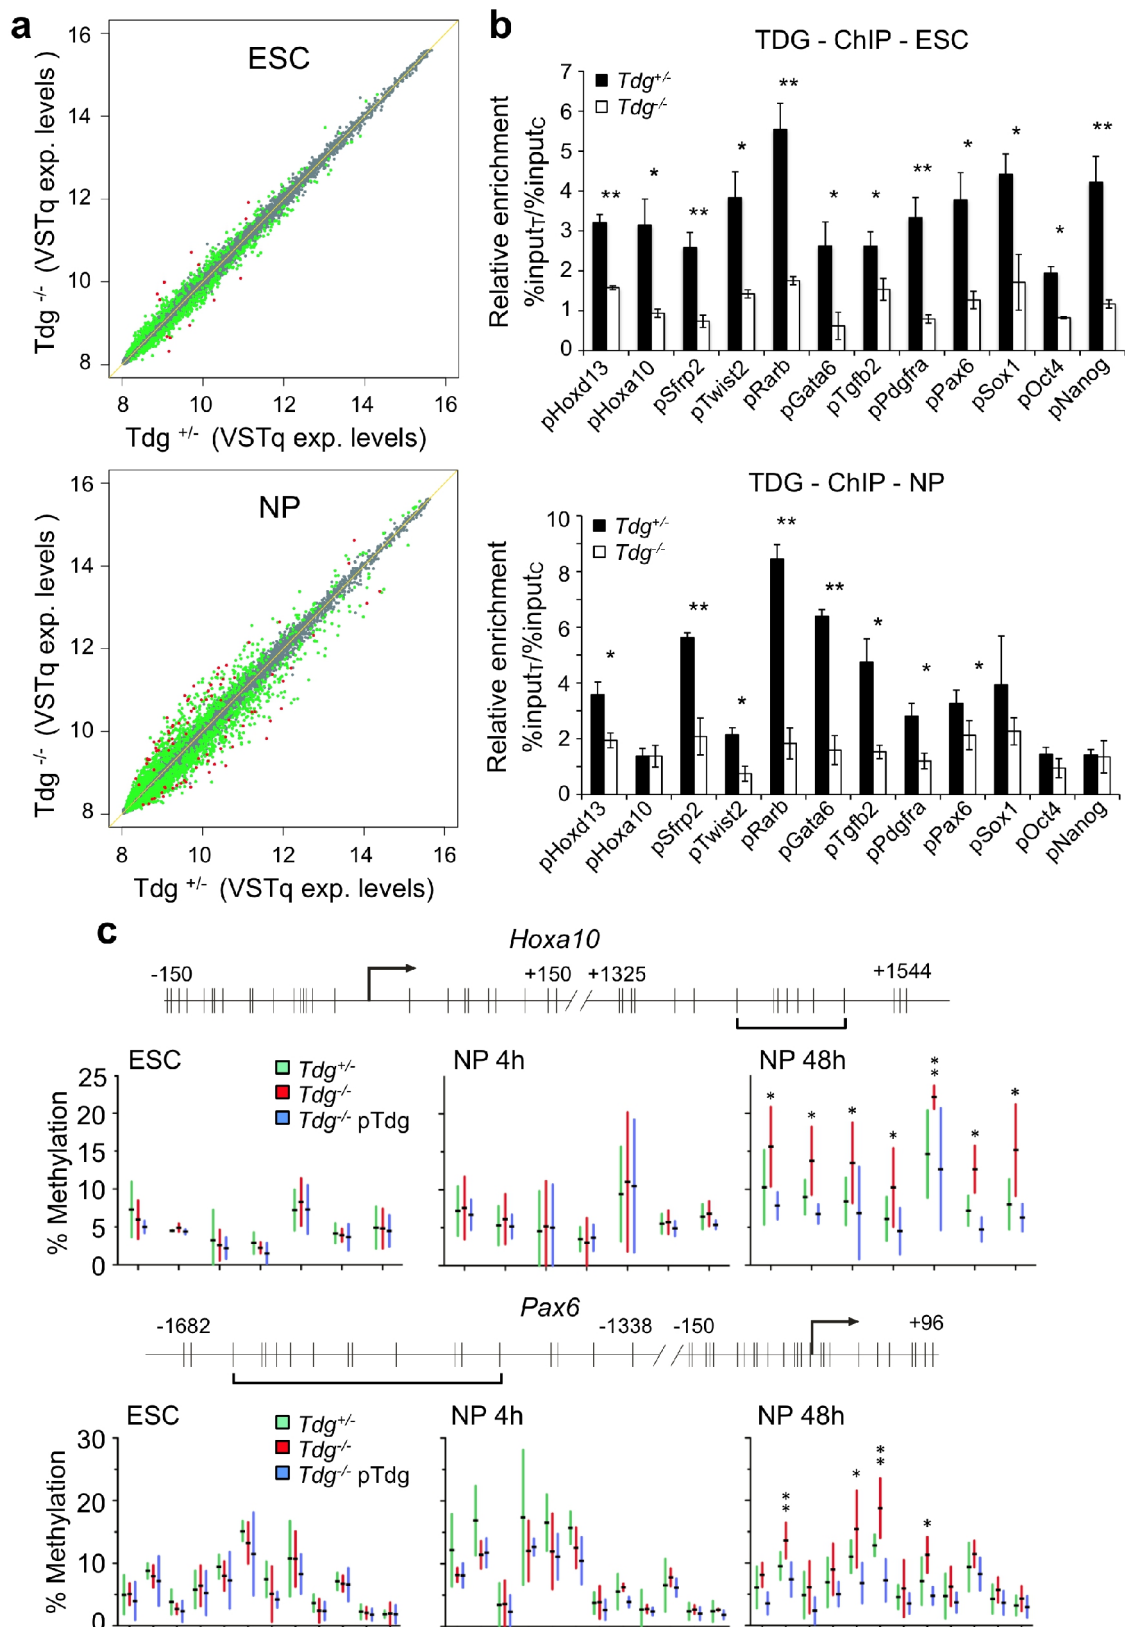 a
ESC
16
14
12
10
8
Tdg -/- (VSTq exp. levels )
8 10 12 14 16
Tdg +/- (VSTq exp. levels)
NP
16
14
12
10
8
Tdg -/- (VSTq exp. levels )
8 10 12 14 16
Tdg +/- (VSTq exp. levels)
b
TDG - ChIP - ESC
Relative enrichment
%inputT/%inputC
7
6
5
4
3
2
1
0
Tdg+/-
Tdg-/-
** * ** * ** * * ** * * * **
pHoxd13 pHoxa10 pSfrp2 pTwist2 pRarb pGata6 pTgfb2 pPdgfra pPax6 pSox1 pOct4 pNanog
TDG - ChIP - NP
Relative enrichment
%inputT/%inputC
10
8
6
4
2
0
Tdg+/-
Tdg-/-
* ** * ** ** * * *
pHoxd13 pHoxa10 pSfrp2 pTwist2 pRarb pGata6 pTgfb2 pPdgfra pPax6 pSox1 pOct4 pNanog
c
Hoxa10
-150 +150 +1325 +1544
ESC
Tdg+/-
Tdg-/-
Tdg-/- pTdg
NP 4h
NP 48h
* * * * ** * *
% Methylation
25
20
15
10
5
0
Pax6
-1682 -1338 -150 +96
ESC
Tdg+/-
Tdg-/-
Tdg-/- pTdg
NP 4h
NP 48h
** * ** *
% Methylation
30
20
10
0